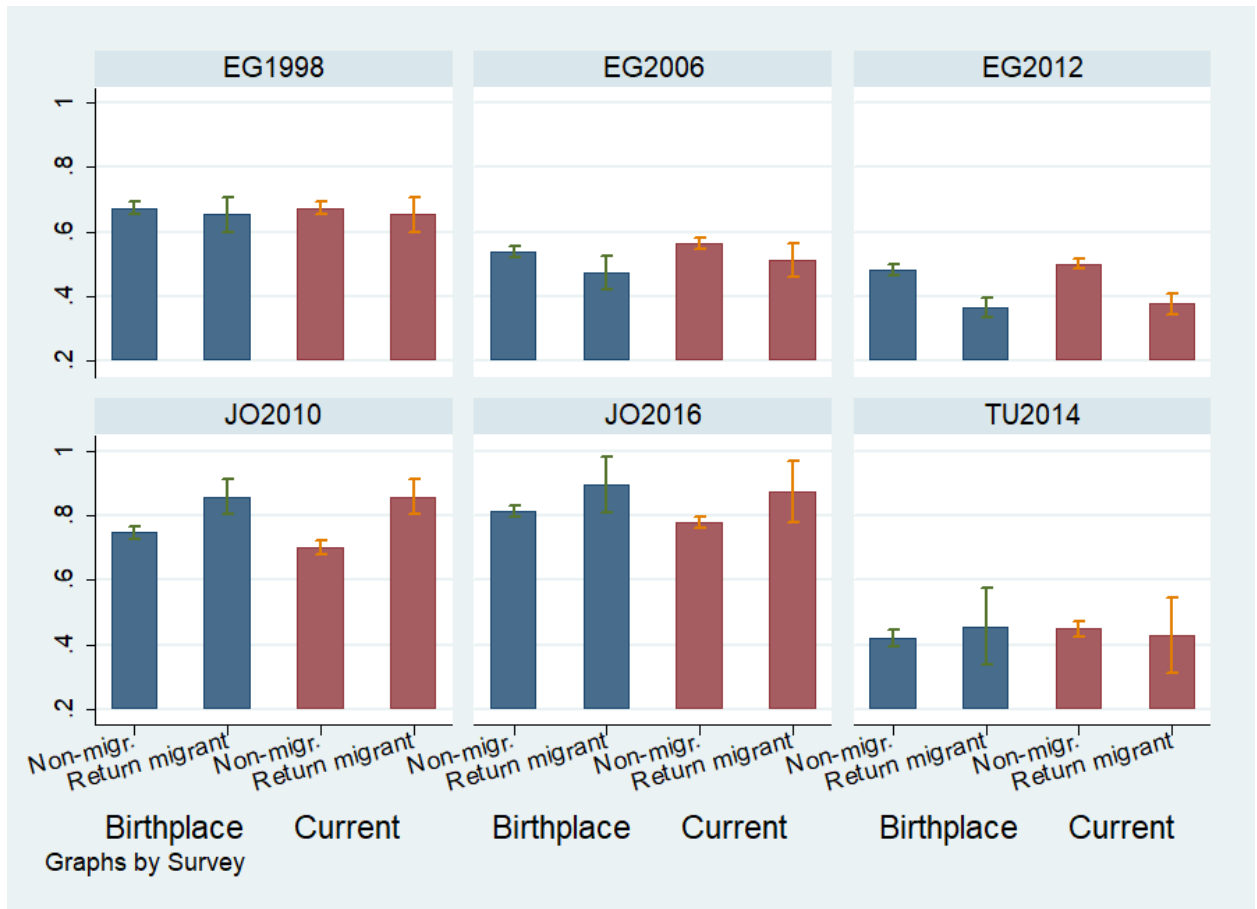 EG1998 EG2006 EG2012
1
.8
.6
.4
.2
JO2010 JO2016 TU2014
1
.8
.6
.4
.2
Non-migr. Return migrant Non-migr. Return migrant Non-migr. Return migrant Non-migr. Return migrant Non-migr. Return migrant Non-migr. Return migrant
Birthplace Current Birthplace Current Birthplace Current
Graphs by Survey